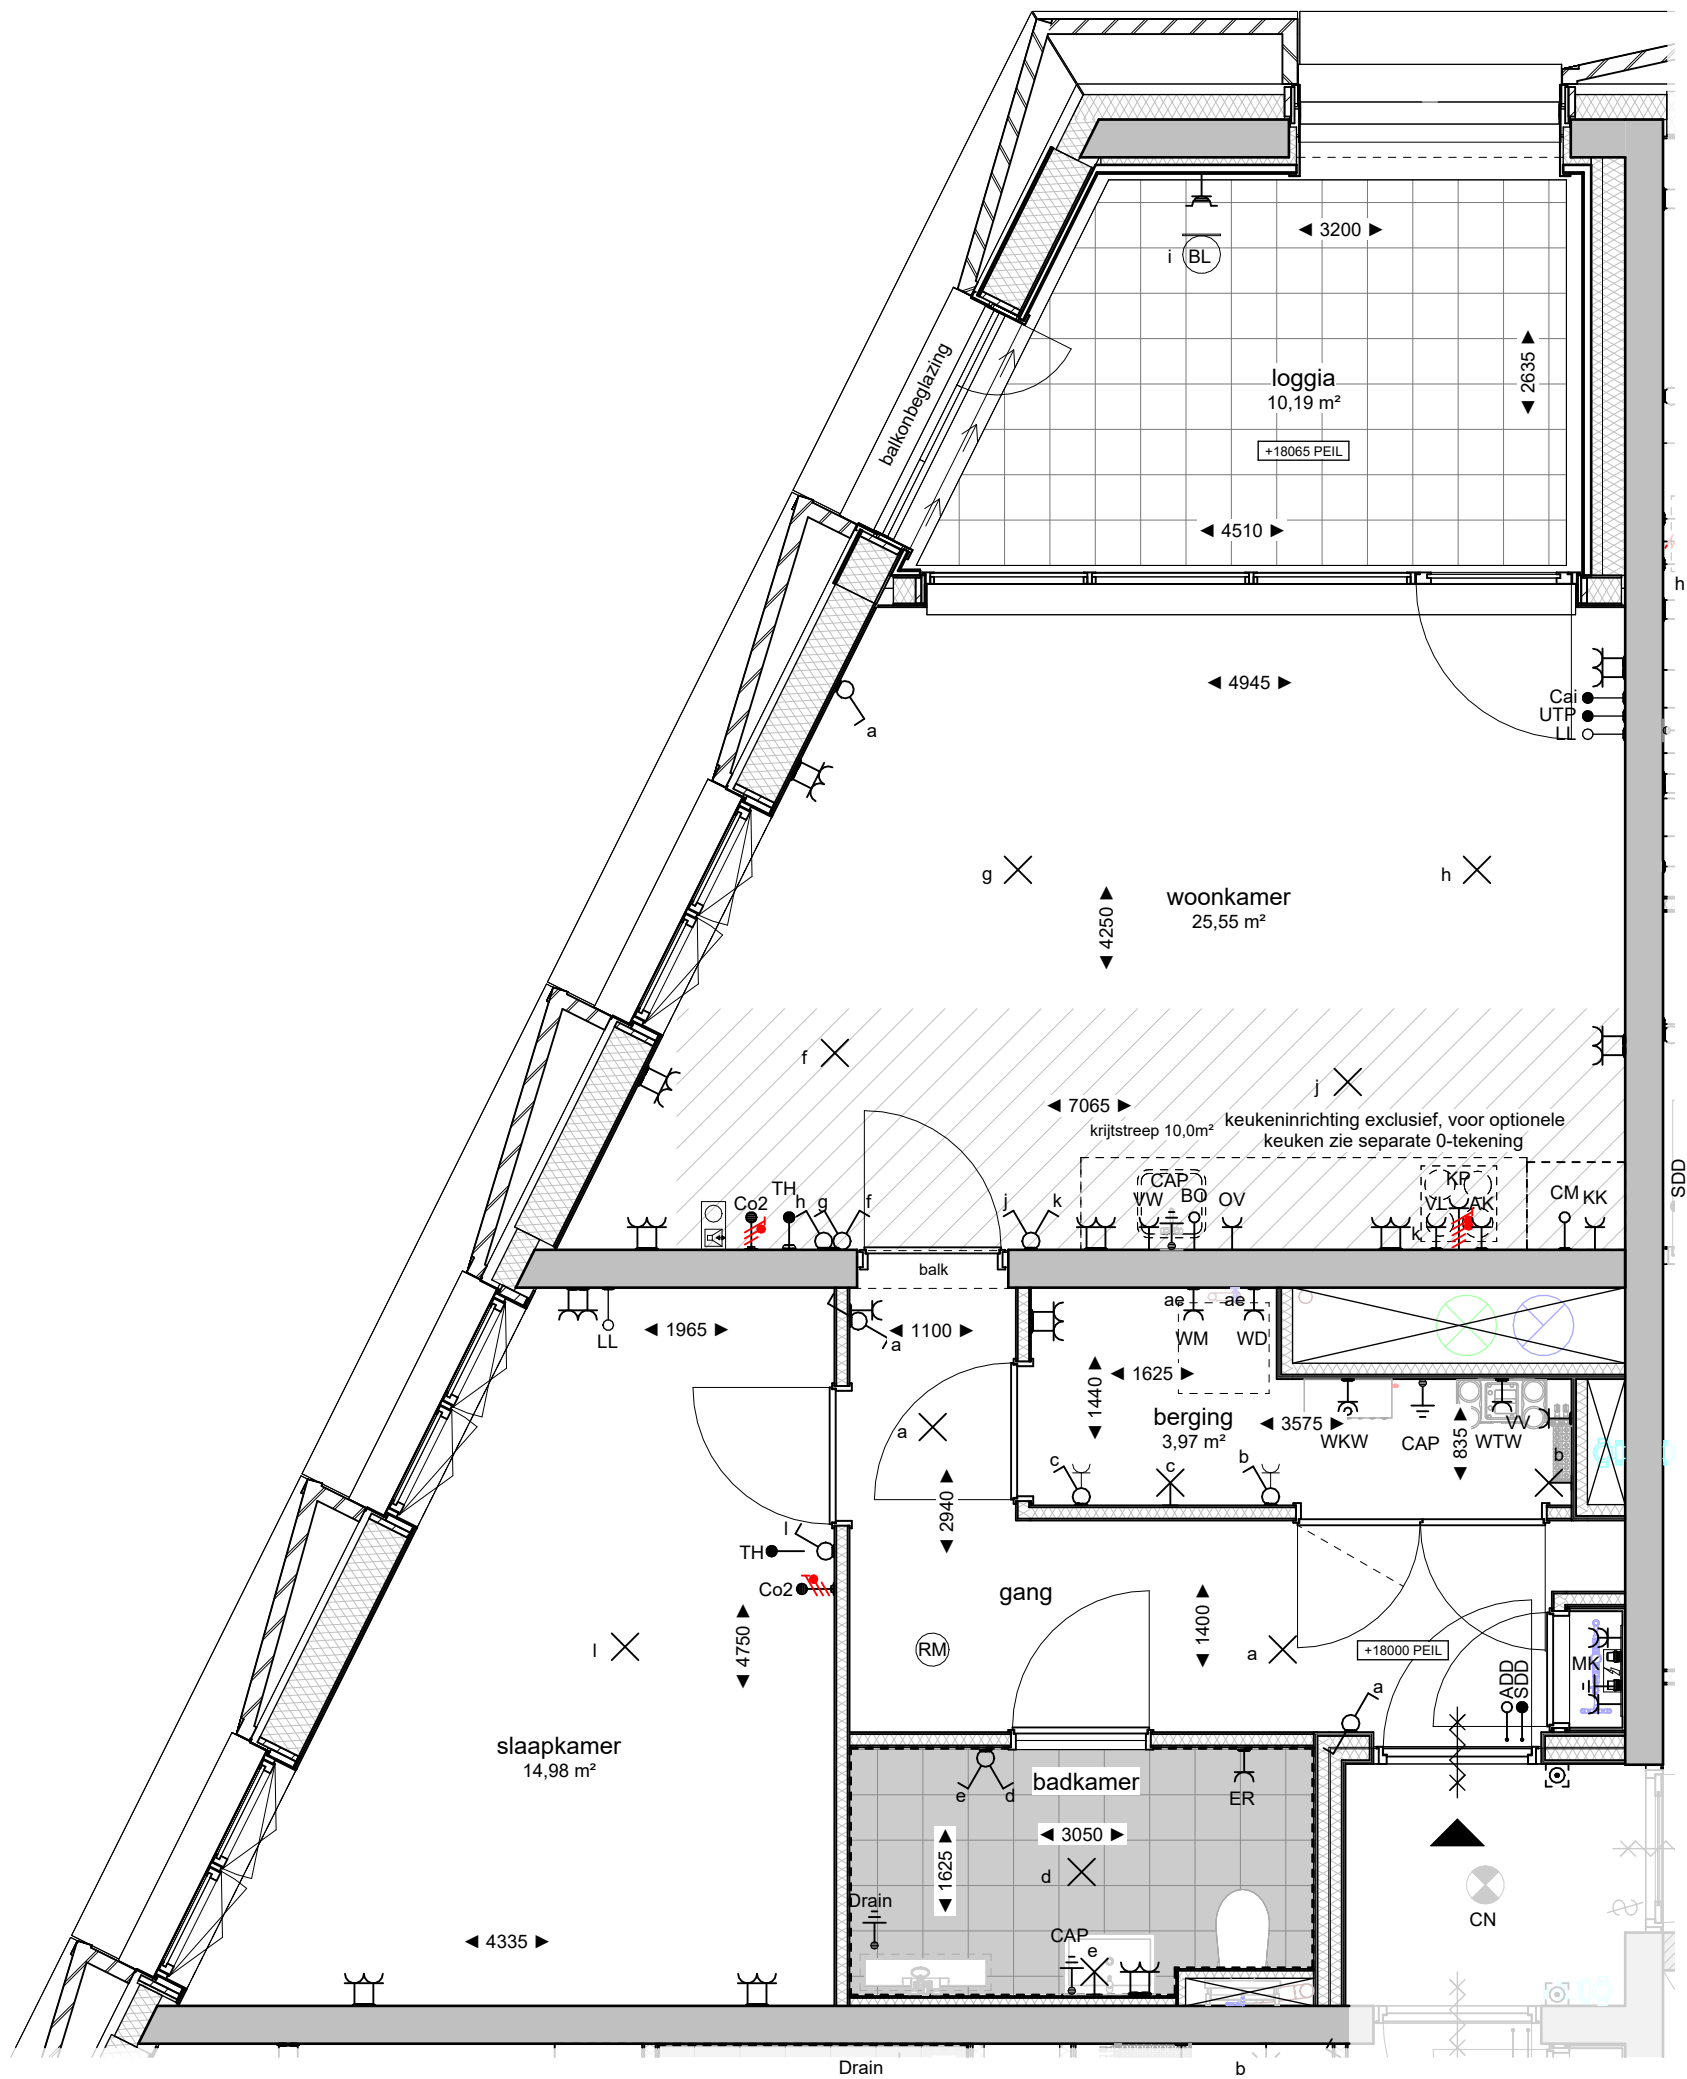 3200
i
BL
balkonbeglazing
loggia
10,19 m²
2635
+18065 PEIL
4510
h
4945
a
Cai
UTP
LL
g
h
woonkamer
25,55 m²
4250
f
j
7065
krijtstreep 10,0m²
keukeninrichting exclusief, voor optionele
keuken zie separate 0-tekening
SDD
Co2
TH
h
g
f
j
k
VW
CAP
BO
OV
KP
VL
AK
k
CM
KK
balk
LL
1965
a
1100
ae
ae
WM
WD
1440
1625
berging
3,97 m²
3575
WKW
CAP
835
WTW
VV
a
c
c
b
b
2940
l
TH
Co2
gang
4750
l
RM
1400
a
+18000 PEIL
MK
ADD
SDD
a
slaapkamer
14,98 m²
e
d
badkamer
ER
3050
1625
d
Drain
CAP
e
CN
4335
Drain
b